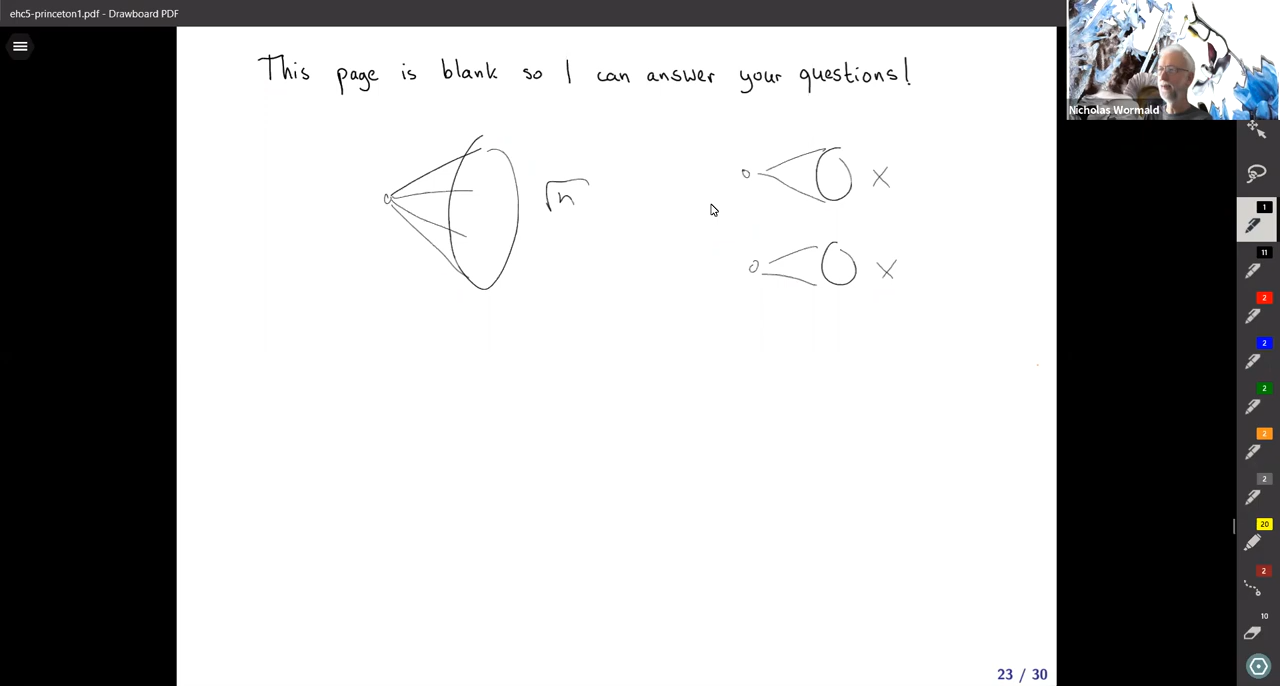 ehc5-princeton1.pdf - Drawboard PDF
This page is blank so I can answer your questions!
Nicholas Wormald
√n
x
x
1
11
2
2
2
2
2
20
2
10
23 / 30